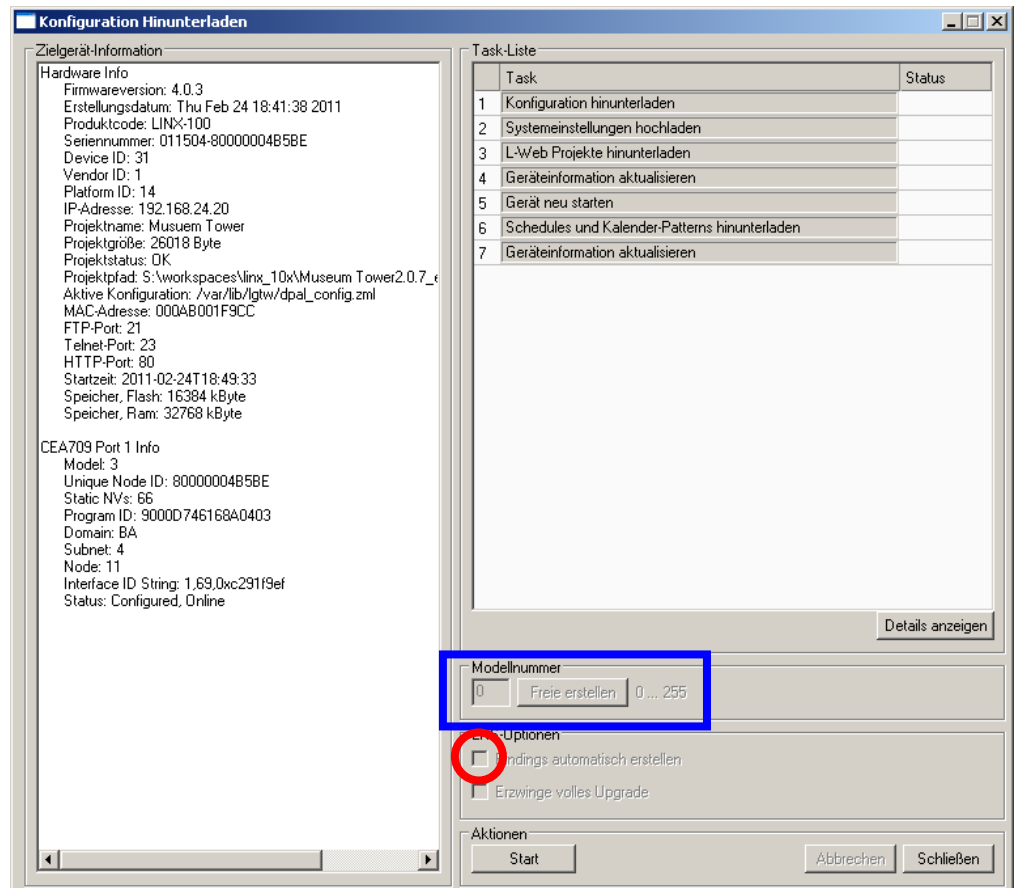 Konfiguration Hinunterladen
Zielgerät-Information
Hardware Info
Firmwareversion: 4.0.3
Erstellungsdatum: Thu Feb 24 18:41:38 2011
Produktcode: LINX-100
Seriennummer: 011504-80000004B5BE
Device ID: 31
Vendor ID: 1
Platform ID: 14
IP-Adresse: 192.168.24.20
Projektname: Musuem Tower
Projektgröße: 26018 Byte
Projektstatus: OK
Projektpfad: S:\workspaces\linx_10x\Museum Tower2.0.7_e
Aktive Konfiguration: /var/lib/lgtw/dpal_config.zml
MAC-Adresse: 000AB001F9CC
FTP-Port: 21
Telnet-Port: 23
HTTP-Port: 80
Startzeit: 2011-02-24T18:49:33
Speicher, Flash: 16384 kByte
Speicher, Ram: 32768 kByte
CEA709 Port 1 Info
Model: 3
Unique Node ID: 80000004B5BE
Static NVs: 66
Program ID: 9000D746168A0403
Domain: BA
Subnet: 4
Node: 11
Interface ID String: 1,69,0xc291f9ef
Status: Configured, Online
Task-Liste
Task Status
1 Konfiguration hinunterladen
2 Systemeinstellungen hochladen
3 L-Web Projekte hinunterladen
4 Geräteinformation aktualisieren
5 Gerät neu starten
6 Schedules und Kalender-Patterns hinunterladen
7 Geräteinformation aktualisieren
Details anzeigen
Modellnummer
0 Freie erstellen 0 ... 255
-Optionen
automatisch erstellen
Erzwinge volles Upgrade
Aktionen
Start Abbrechen Schließen